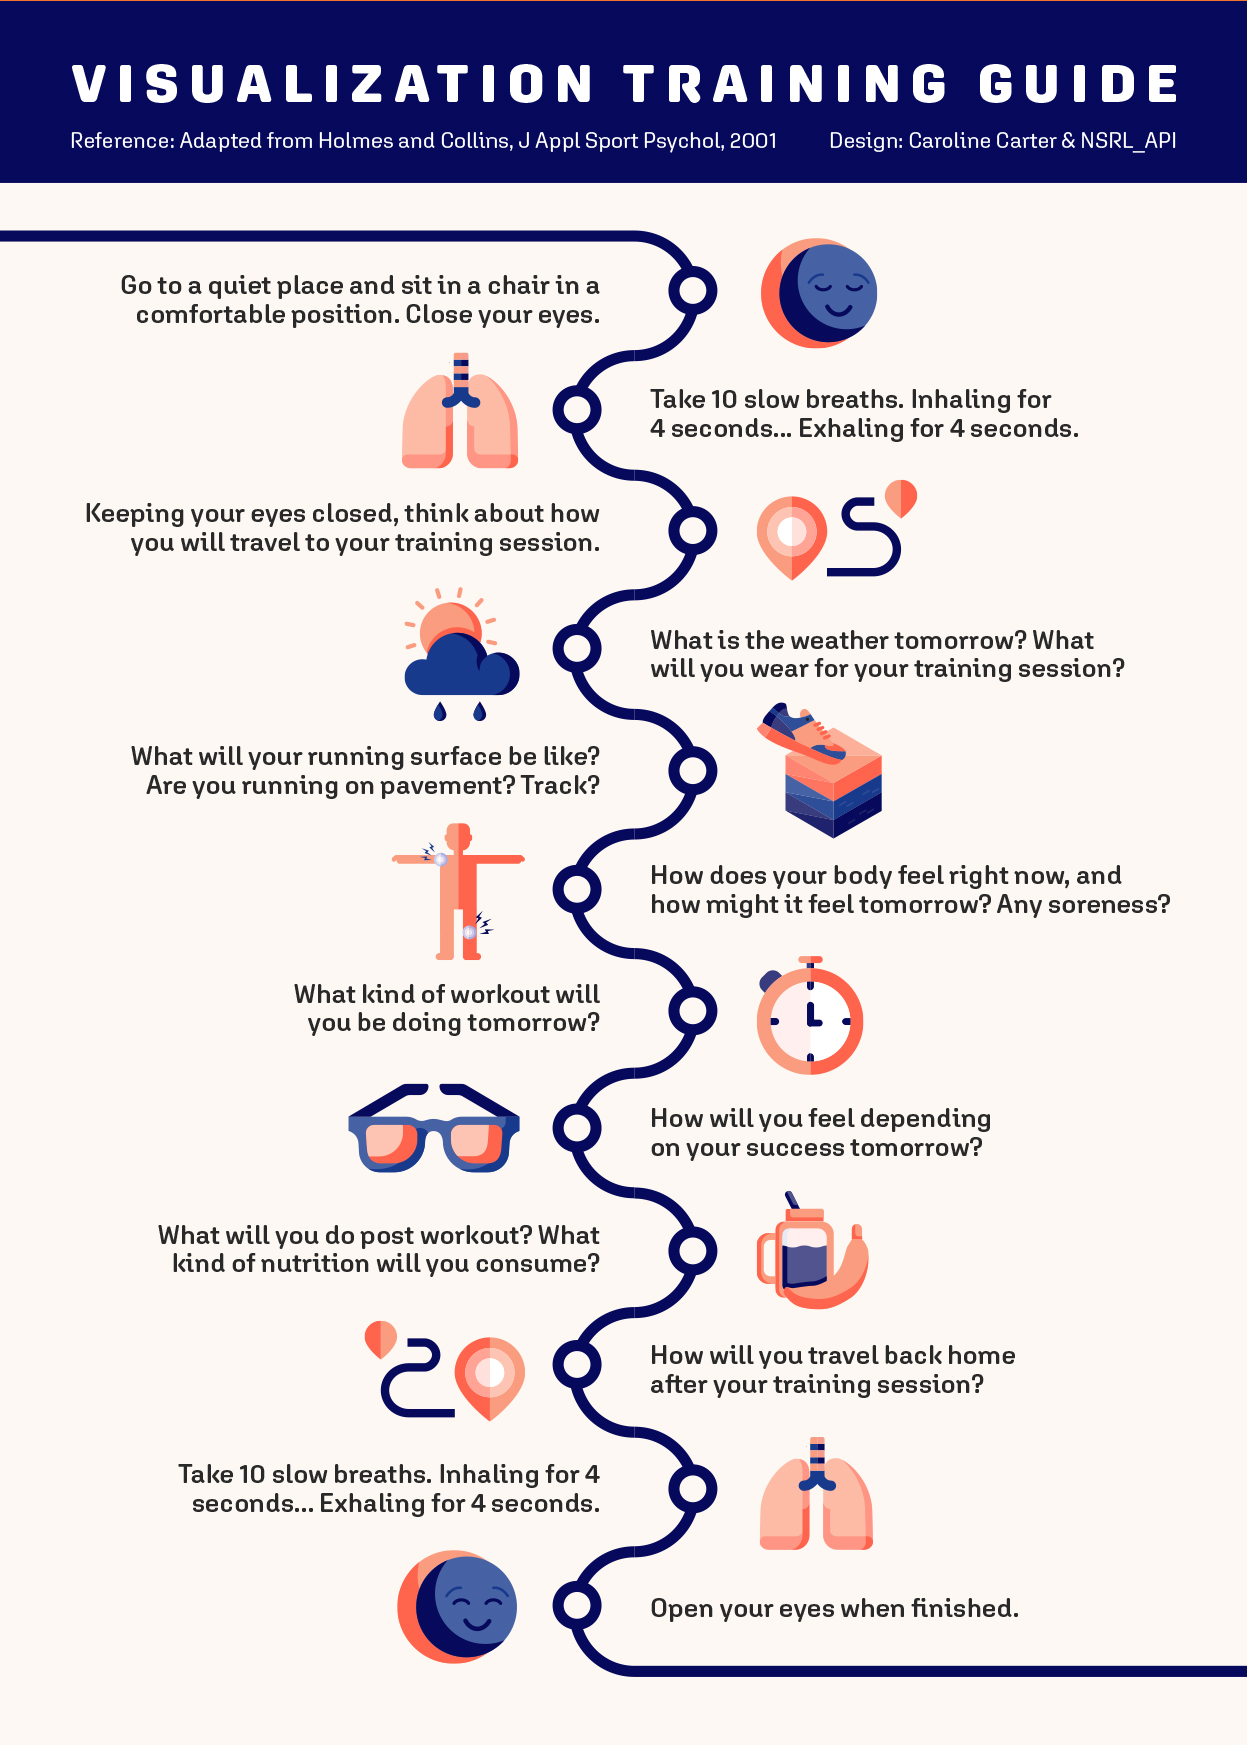 VISUALIZATION TRAINING GUIDE
Reference: Adapted from Holmes and Collins, J Appl Sport Psychol, 2001 Design: Caroline Carter & NSRL_API
Go to a quiet place and sit in a chair in a
comfortable position. Close your eyes.
Take 10 slow breaths. Inhaling for
4 seconds... Exhaling for 4 seconds.
Keeping your eyes closed, think about how
you will travel to your training session.
What is the weather tomorrow? What
will you wear for your training session?
What will your running surface be like?
Are you running on pavement? Track?
How does your body feel right now, and
how might it feel tomorrow? Any soreness?
What kind of workout will
you be doing tomorrow?
How will you feel depending
on your success tomorrow?
What will you do post workout? What
kind of nutrition will you consume?
How will you travel back home
after your training session?
Take 10 slow breaths. Inhaling for 4
seconds... Exhaling for 4 seconds.
Open your eyes when finished.